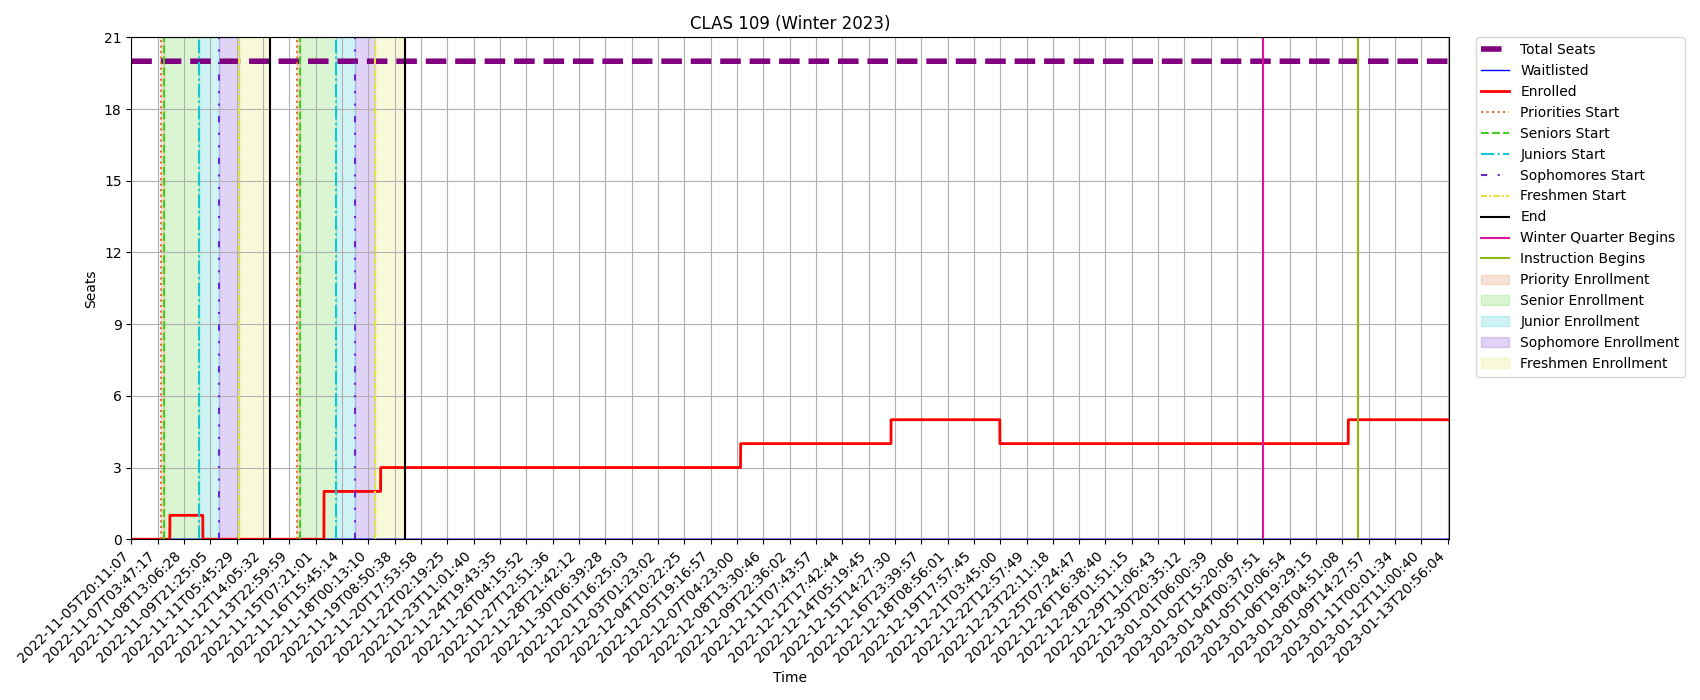 CLAS 109 (Winter 2023)
21
18
15
12
9
6
3
0
Seats
2022-11-05T20:11:07
2022-11-07T03:47:17
2022-11-08T13:06:28
2022-11-09T21:25:05
2022-11-11T05:45:29
2022-11-12T14:05:32
2022-11-13T22:59:59
2022-11-15T07:21:01
2022-11-16T15:45:14
2022-11-18T00:13:10
2022-11-19T08:50:38
2022-11-20T17:53:58
2022-11-22T02:19:25
2022-11-23T11:01:40
2022-11-24T19:43:35
2022-11-26T04:15:52
2022-11-27T12:51:36
2022-11-28T21:42:12
2022-11-30T06:39:28
2022-12-01T16:25:03
2022-12-03T01:23:02
2022-12-04T10:22:25
2022-12-05T19:16:57
2022-12-07T04:23:00
2022-12-08T13:30:46
2022-12-09T22:36:02
2022-12-11T07:43:57
2022-12-12T17:42:44
2022-12-14T05:19:45
2022-12-15T14:27:30
2022-12-16T23:39:57
2022-12-18T08:56:01
2022-12-19T17:57:45
2022-12-21T03:45:00
2022-12-22T12:57:49
2022-12-23T22:11:18
2022-12-25T07:24:47
2022-12-26T16:38:40
2022-12-28T01:51:15
2022-12-29T11:06:43
2022-12-30T20:35:12
2023-01-01T06:00:39
2023-01-02T15:20:06
2023-01-04T00:37:51
2023-01-05T10:06:54
2023-01-06T19:29:15
2023-01-08T04:51:08
2023-01-09T14:27:57
2023-01-11T00:01:34
2023-01-12T11:00:40
2023-01-13T20:56:04
Time
Total Seats
Waitlisted
Enrolled
Priorities Start
Seniors Start
Juniors Start
Sophomores Start
Freshmen Start
End
Winter Quarter Begins
Instruction Begins
Priority Enrollment
Senior Enrollment
Junior Enrollment
Sophomore Enrollment
Freshmen Enrollment